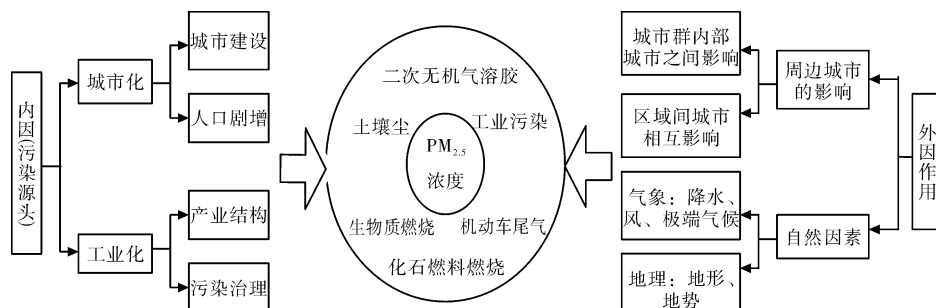 内因(污染源头)
城市化
工业化
城市建设
人口剧增
产业结构
污染治理
二次无机气溶胶
土壤尘
工业污染
PM2.5
浓度
生物质燃烧
机动车尾气
化石燃料燃烧
城市群内部
城市之间影响
区域间城市
相互影响
气象：降水、
风、极端气候
地理：地形、
地势
周边城市
的影响
自然因素
外因作用